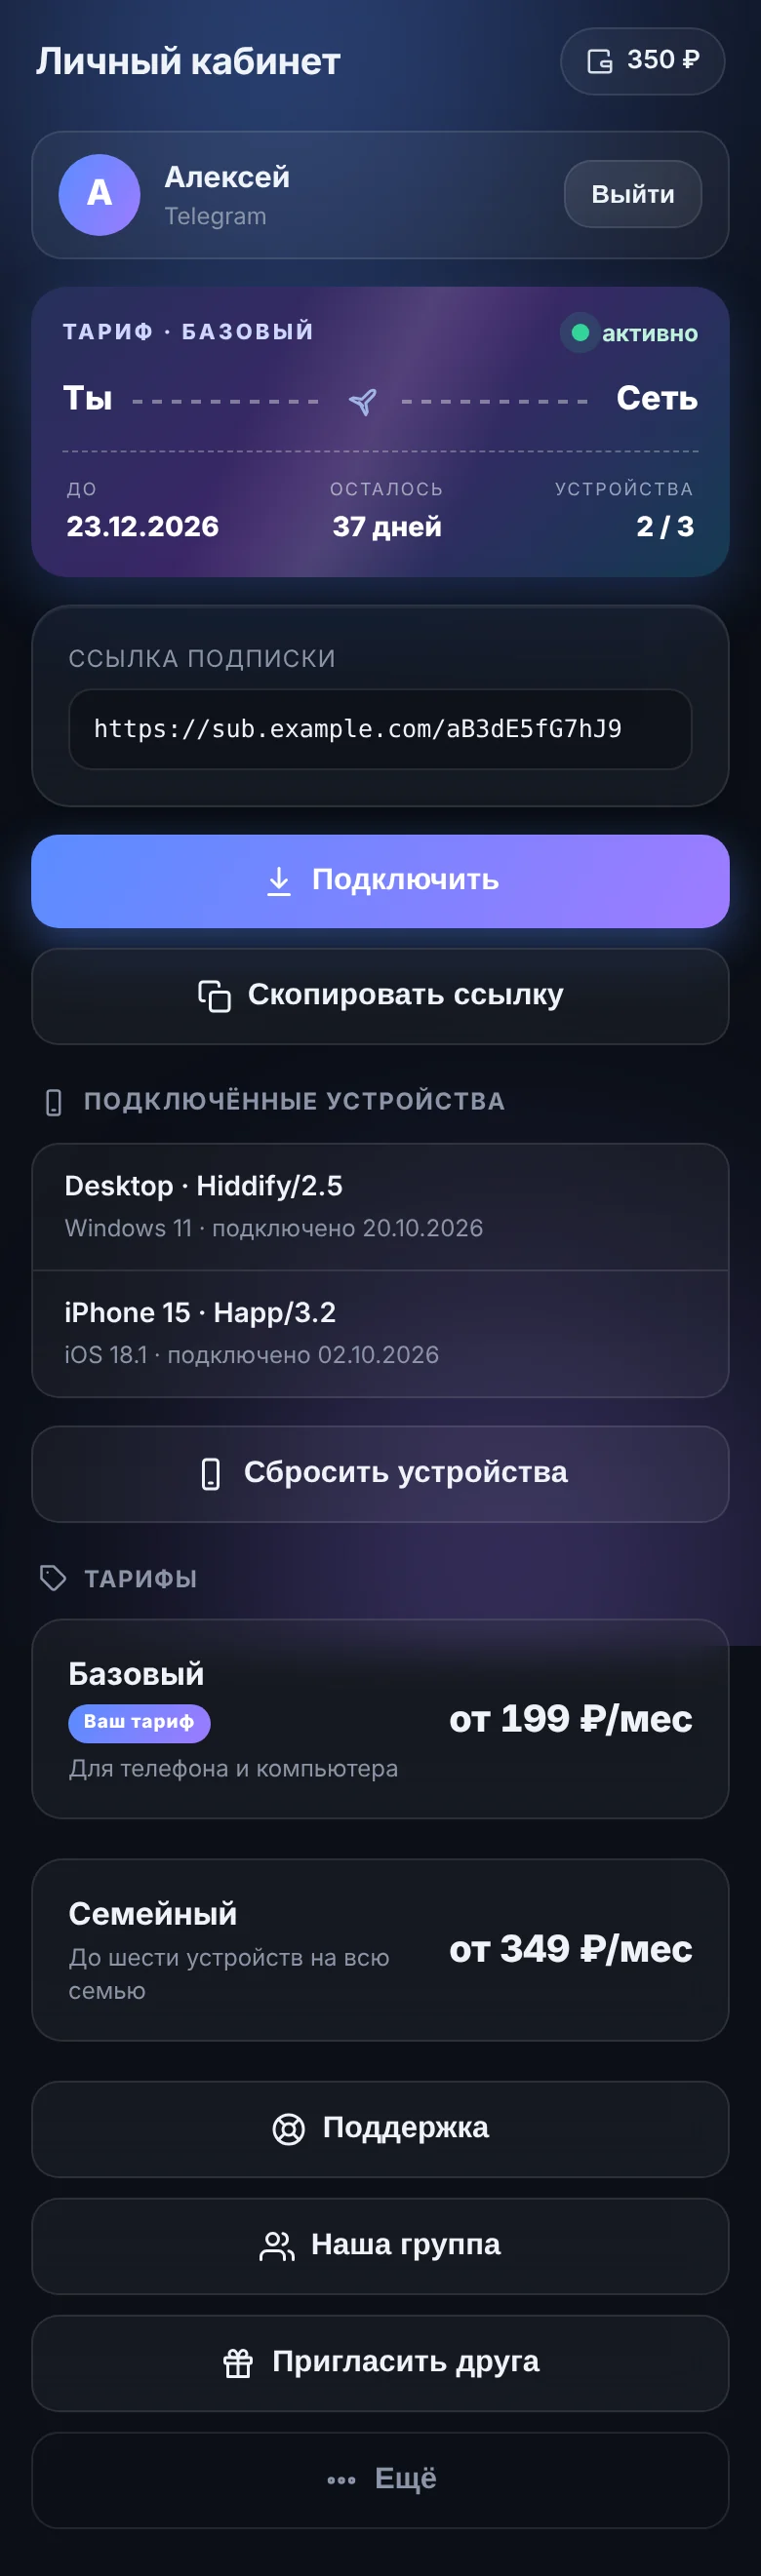 Личный кабинет
350 ₽
А
Алексей
Telegram
Выйти
ТАРИФ · БАЗОВЫЙ
активно
Ты
Сеть
ДО
ОСТАЛОСЬ
УСТРОЙСТВА
23.12.2026
37 дней
2 / 3
ССЫЛКА ПОДПИСКИ
https://sub.example.com/aB3dE5fG7hJ9
Подключить
Скопировать ссылку
ПОДКЛЮЧЁННЫЕ УСТРОЙСТВА
Desktop · Hiddify/2.5
Windows 11 · подключено 20.10.2026
iPhone 15 · Happ/3.2
iOS 18.1 · подключено 02.10.2026
Сбросить устройства
ТАРИФЫ
Базовый
Ваш тариф
Для телефона и компьютера
от 199 ₽/мес
Семейный
До шести устройств на всю
семью
от 349 ₽/мес
Поддержка
Наша группа
Пригласить друга
Ещё